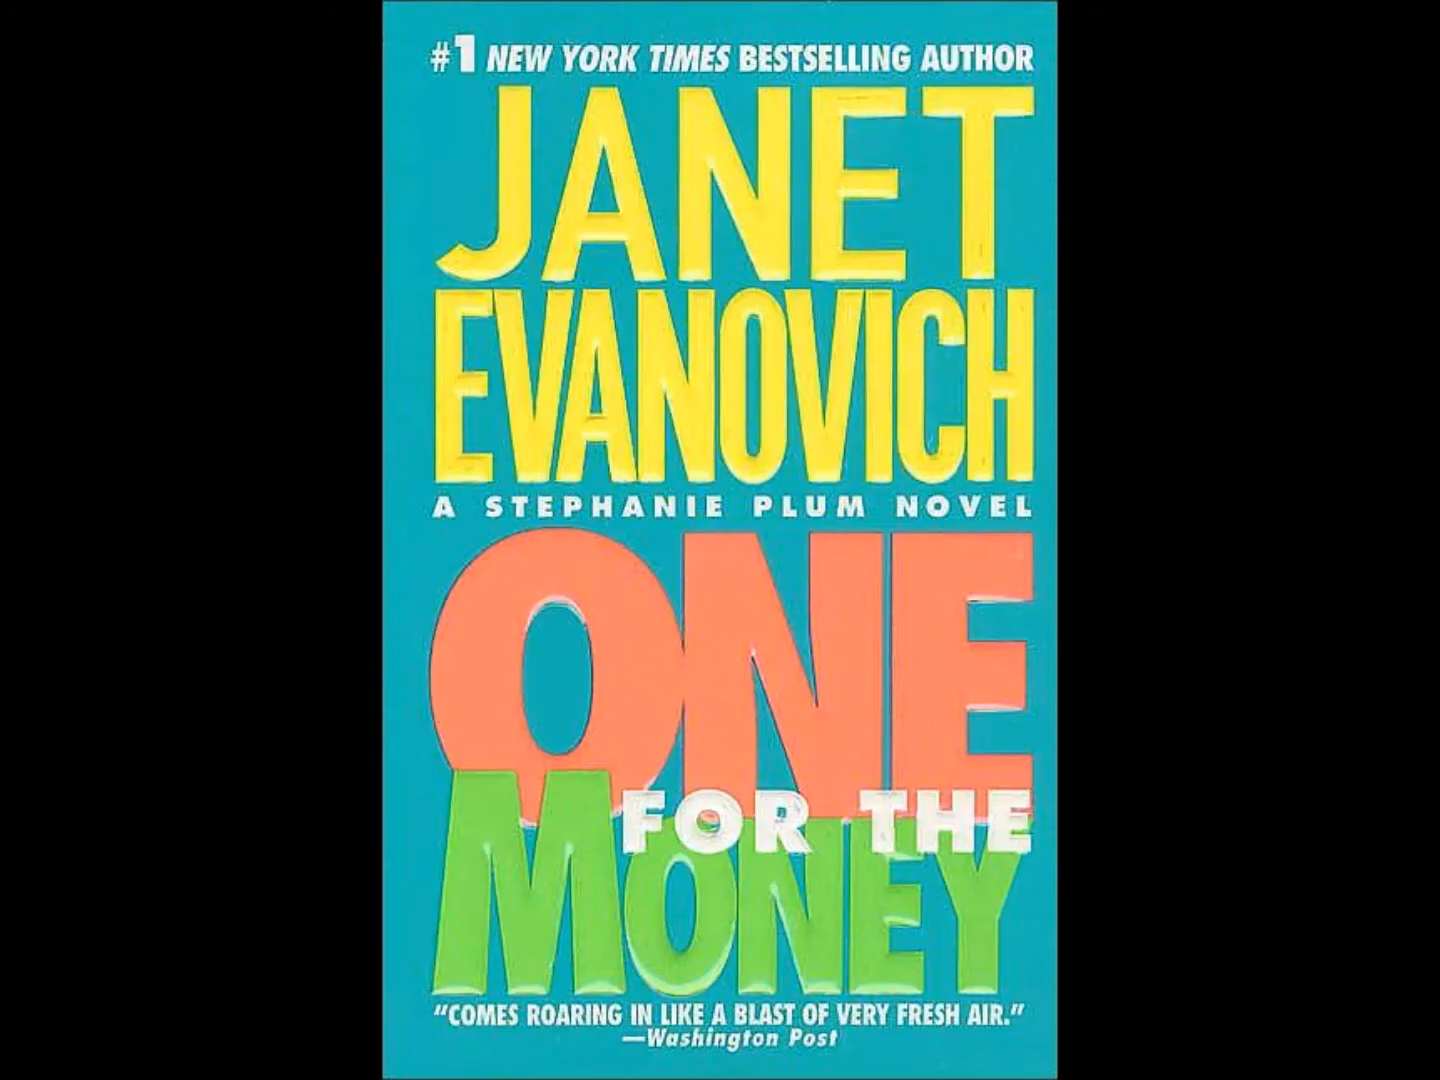 #1 NEW YORK TIMES BESTSELLING AUTHOR
JANET
EVANOVICH
A STEPHANIE PLUM NOVEL
ONE
FOR THE
MONEY
"COMES ROARING IN LIKE A BLAST OF VERY FRESH AIR."
—Washington Post